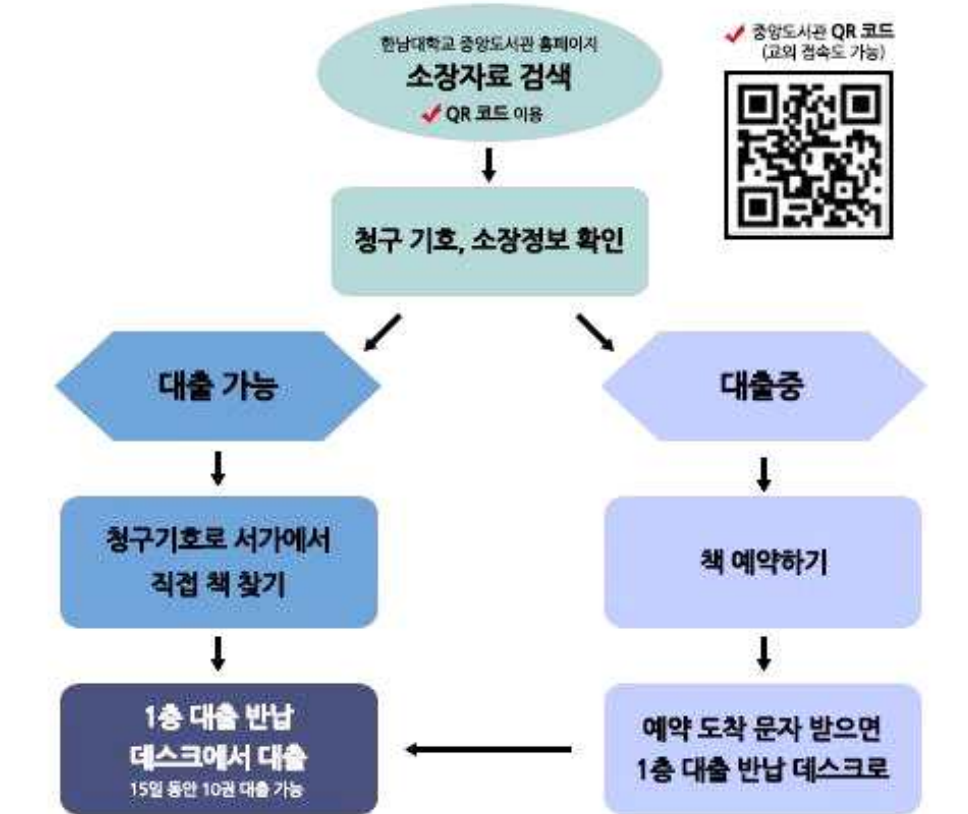 한남대학교 중앙도서관 홈페이지
소장자료 검색
QR 코드 이용
중앙도서관 QR 코드
(교외 접속도 가능)
청구 기호, 소장정보 확인
대출 가능
대출중
청구기호로 서가에서
직접 책 찾기
책 예약하기
1층 대출 반납
데스크에서 대출
15일 동안 10권 대출 가능
예약 도착 문자 받으면
1층 대출 반납 데스크로